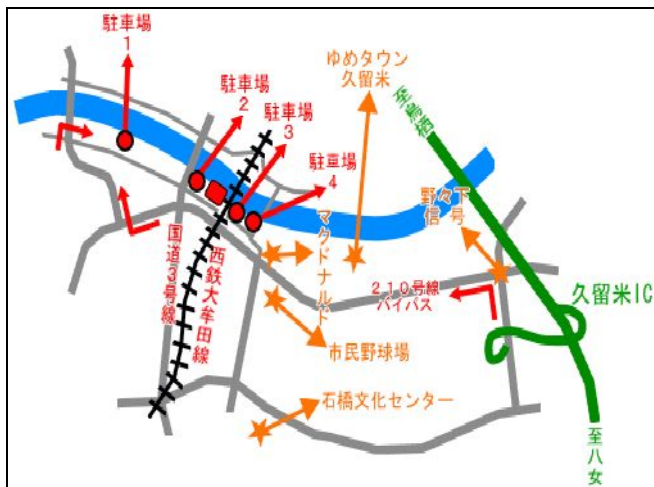 駐車場
1
駐車場
2
駐車場
3
駐車場
4
ゆめタウン
久留米
至鳥栖
野々下
信号
マクドナルド
国道3号線
西鉄大牟田線
210号線
バイパス
久留米IC
市民野球場
石橋文化センター
至八女